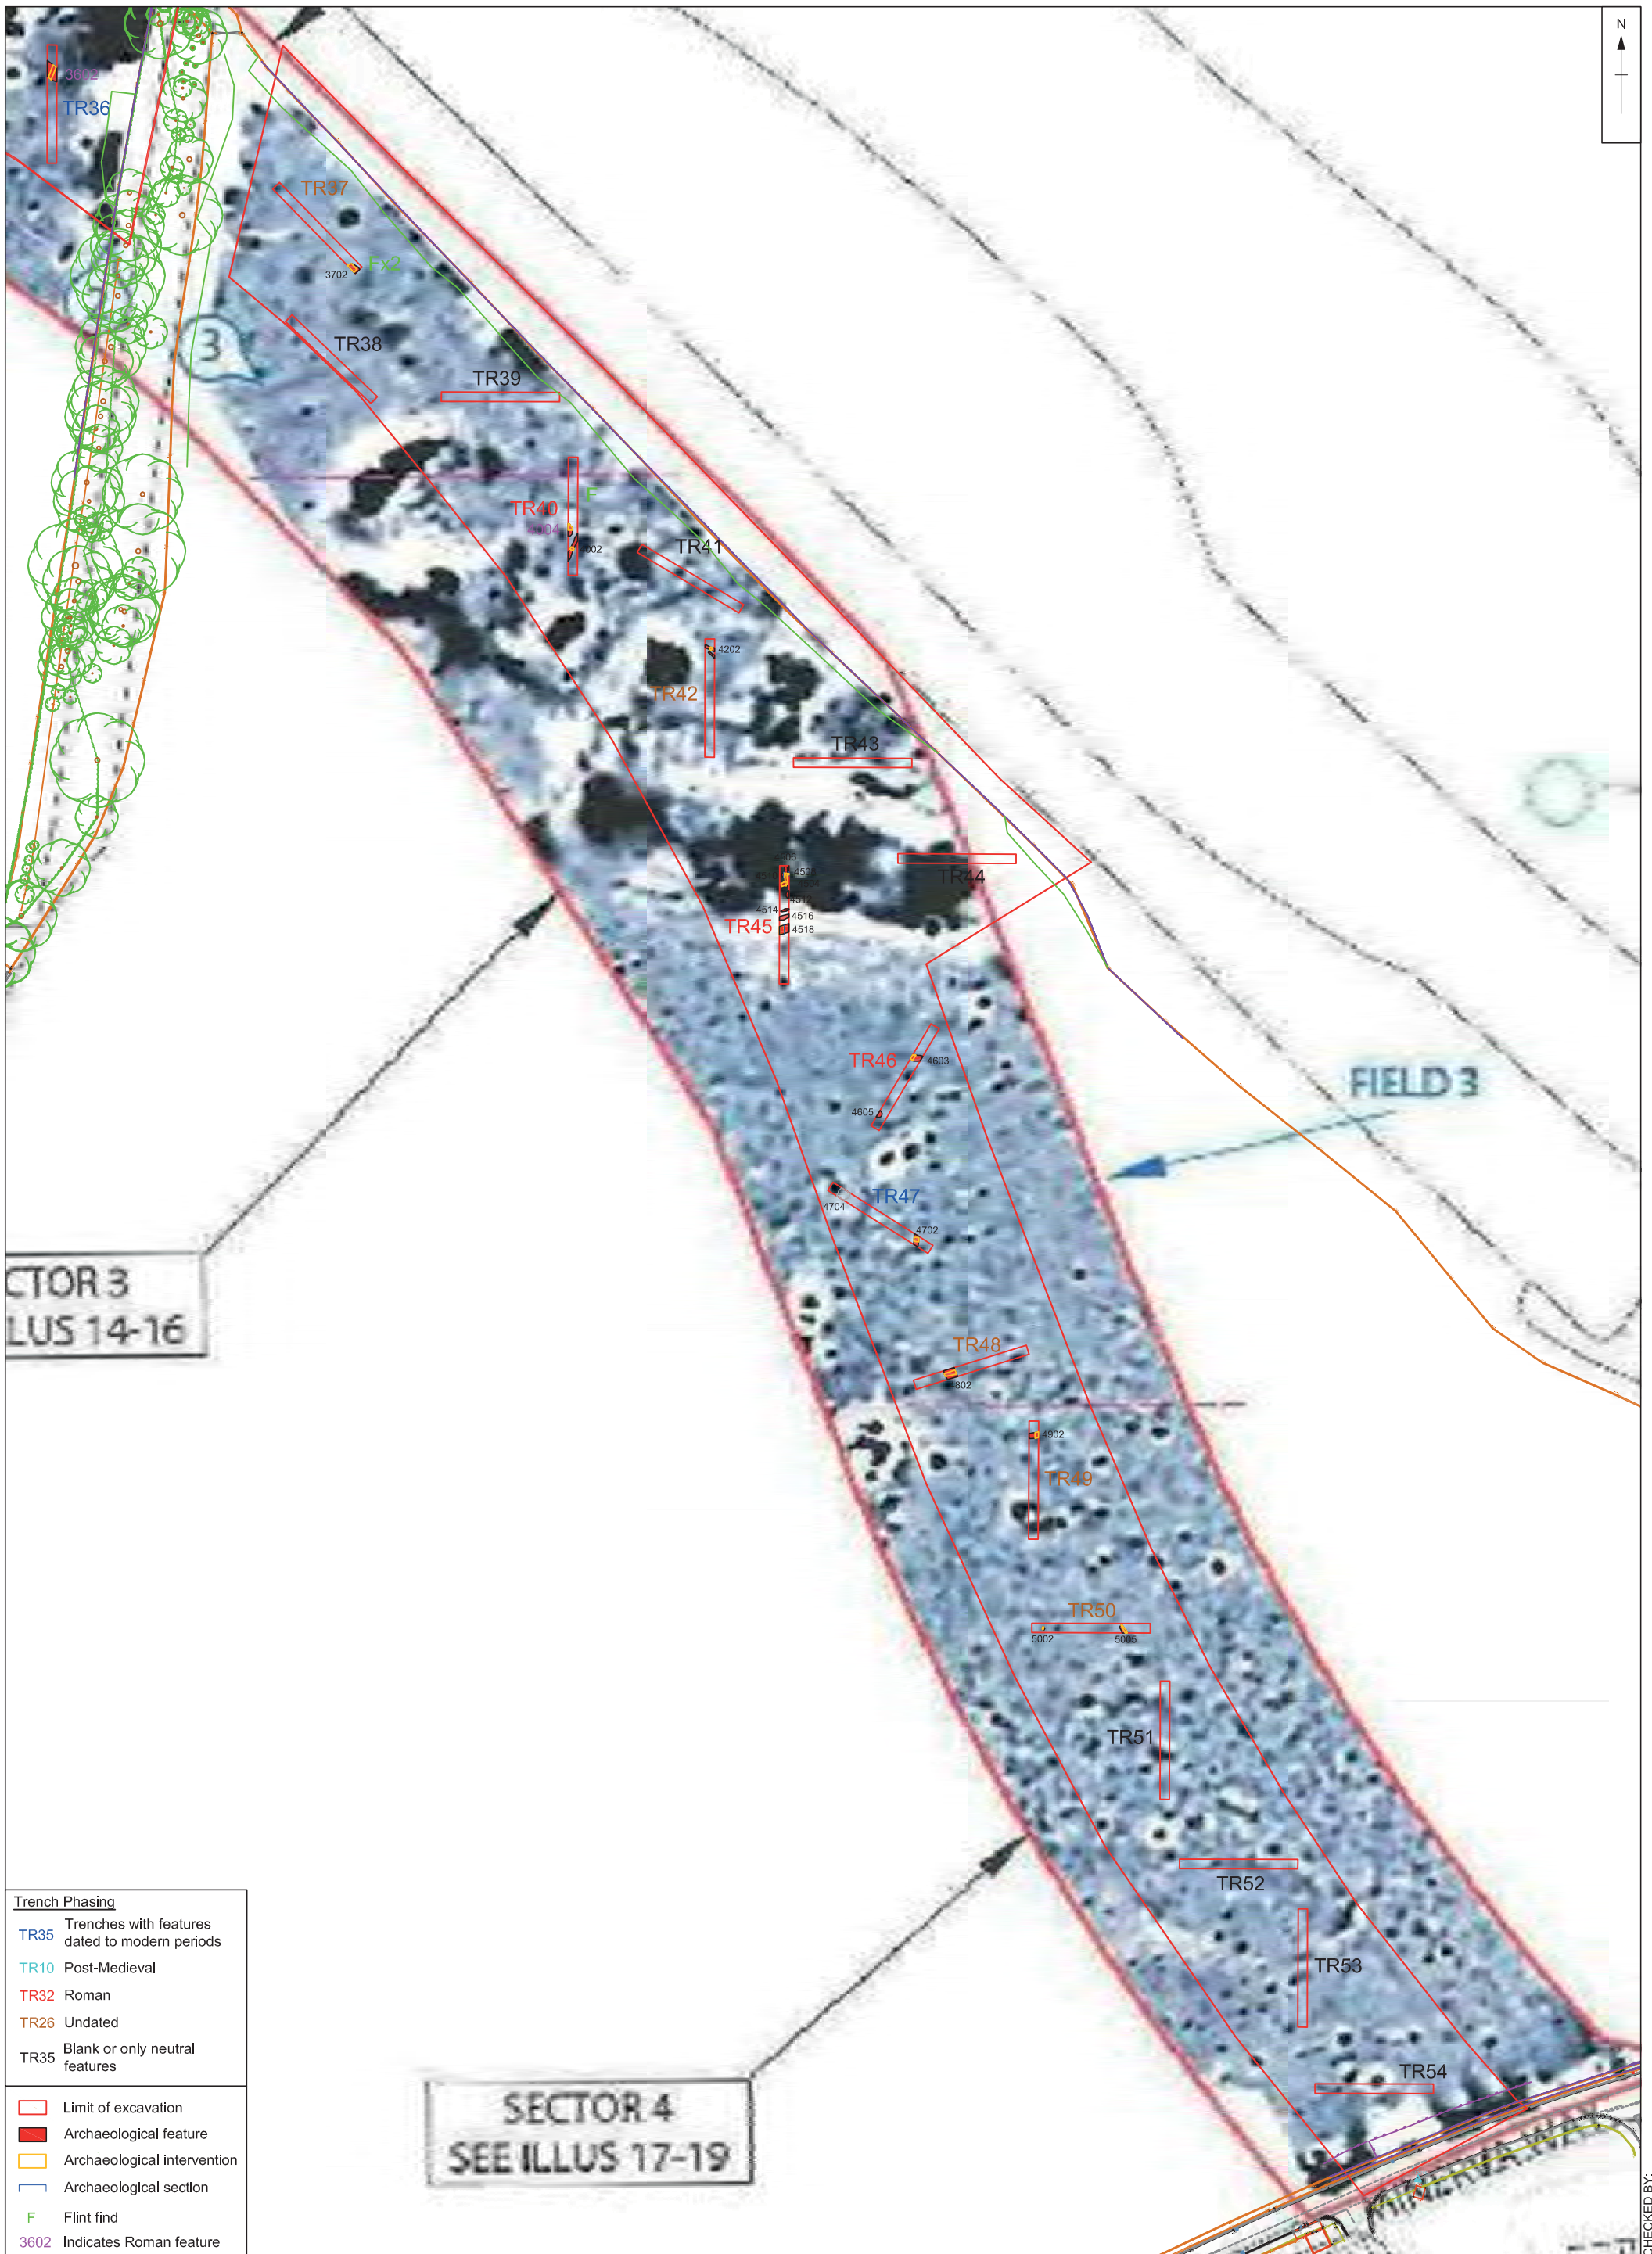 N
3602
TR36
TR37
3702
Fx2
3
TR38
TR39
TR40
F
4004
TR41
4202
TR42
TR43
TR44
4514
4516
TR45
4518
TR46
4603
4605
FIELD 3
TR47
4704
4702
CTOR 3
LLUS 14-16
TR48
4902
TR49
TR50
5002
5005
TR51
TR52
TR53
TR54
SECTOR 4
SEE ILLUS 17-19
Trench Phasing
TR35 Trenches with features
dated to modern periods
TR10 Post-Medieval
TR32 Roman
TR26 Undated
TR35 Blank or only neutral
features
Limit of excavation
Archaeological feature
Archaeological intervention
Archaeological section
F Flint find
3602 Indicates Roman feature
CHECKED BY: